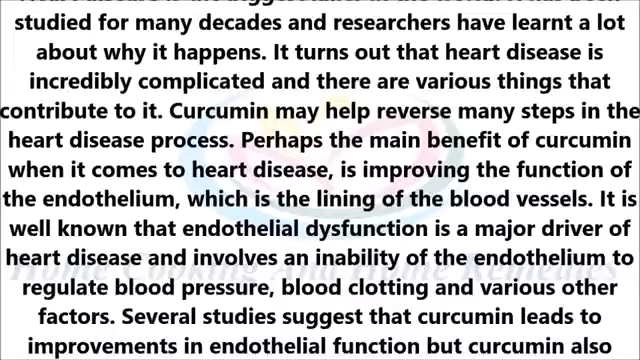 studied for many decades and researchers have learnt a lot
about why it happens. It turns out that heart disease is
incredibly complicated and there are various things that
contribute to it. Curcumin may help reverse many steps in the
heart disease process. Perhaps the main benefit of curcumin
when it comes to heart disease, is improving the function of
the endothelium, which is the lining of the blood vessels. It is
well known that endothelial dysfunction is a major driver of
heart disease and involves an inability of the endothelium to
Home Cooking And Home Remedies
regulate blood pressure, blood clotting and various other
factors. Several studies suggest that curcumin leads to
improvements in endothelial function but curcumin also